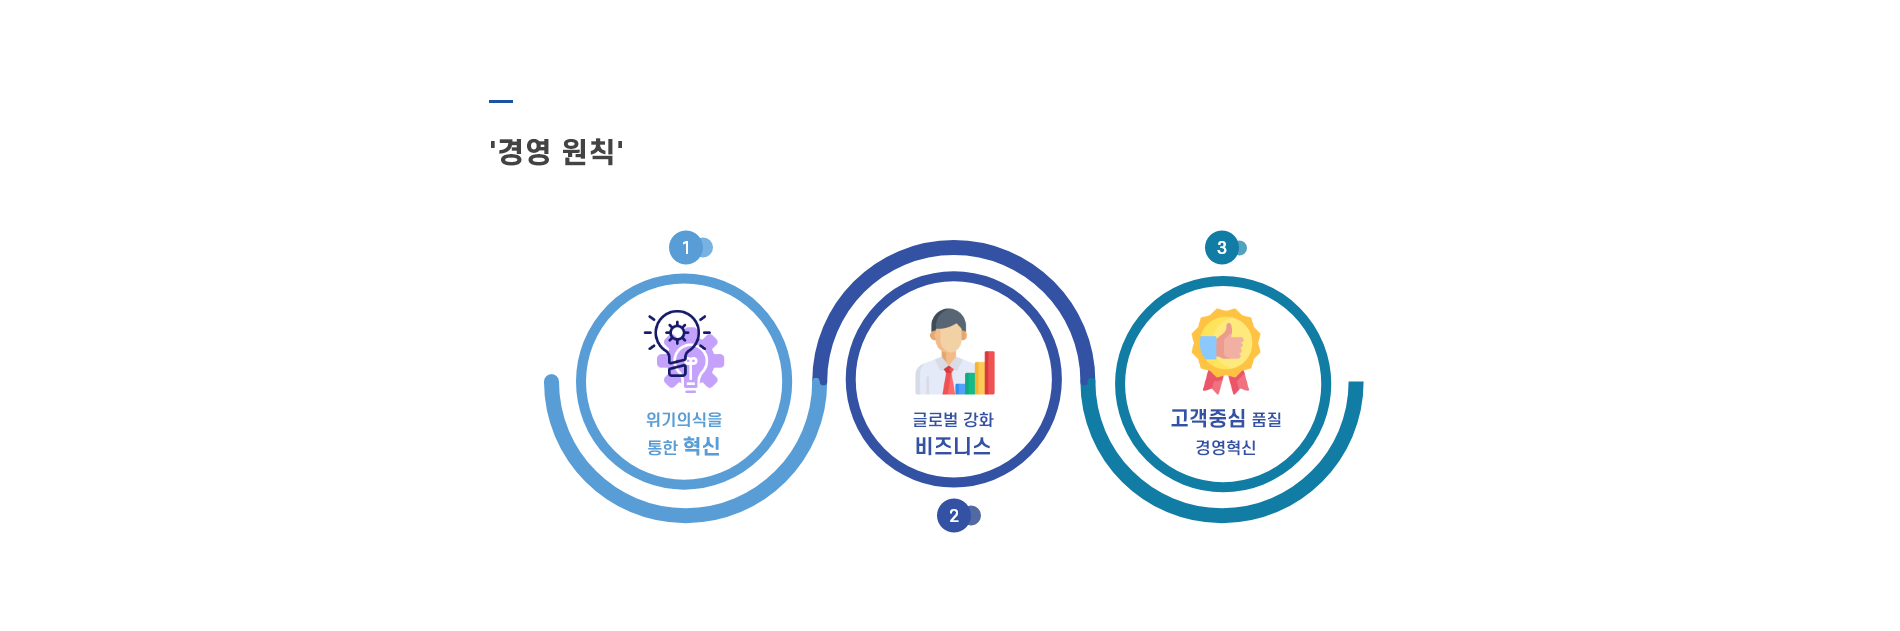 '경영 원칙'
1
위기의식을
통한 혁신
글로벌 강화
비즈니스
2
3
고객중심 품질
경영혁신